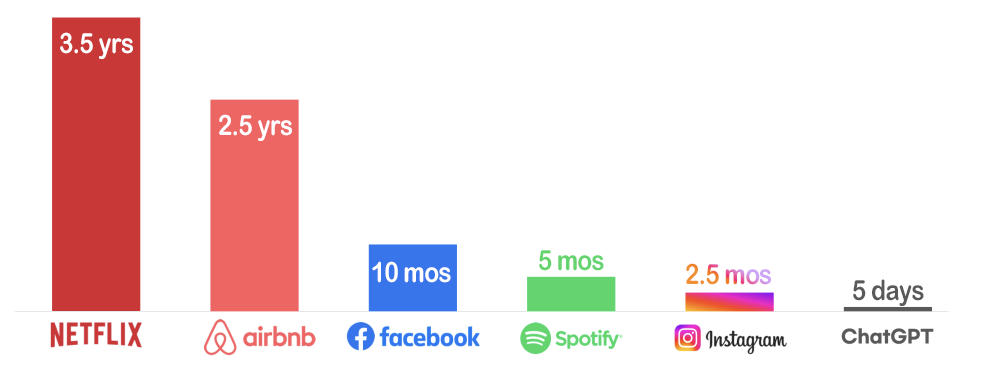 3.5 yrs
2.5 yrs
10 mos
5 mos
2.5 mos
5 days
NETFLIX
airbnb
facebook
Spotify
Instagram
ChatGPT